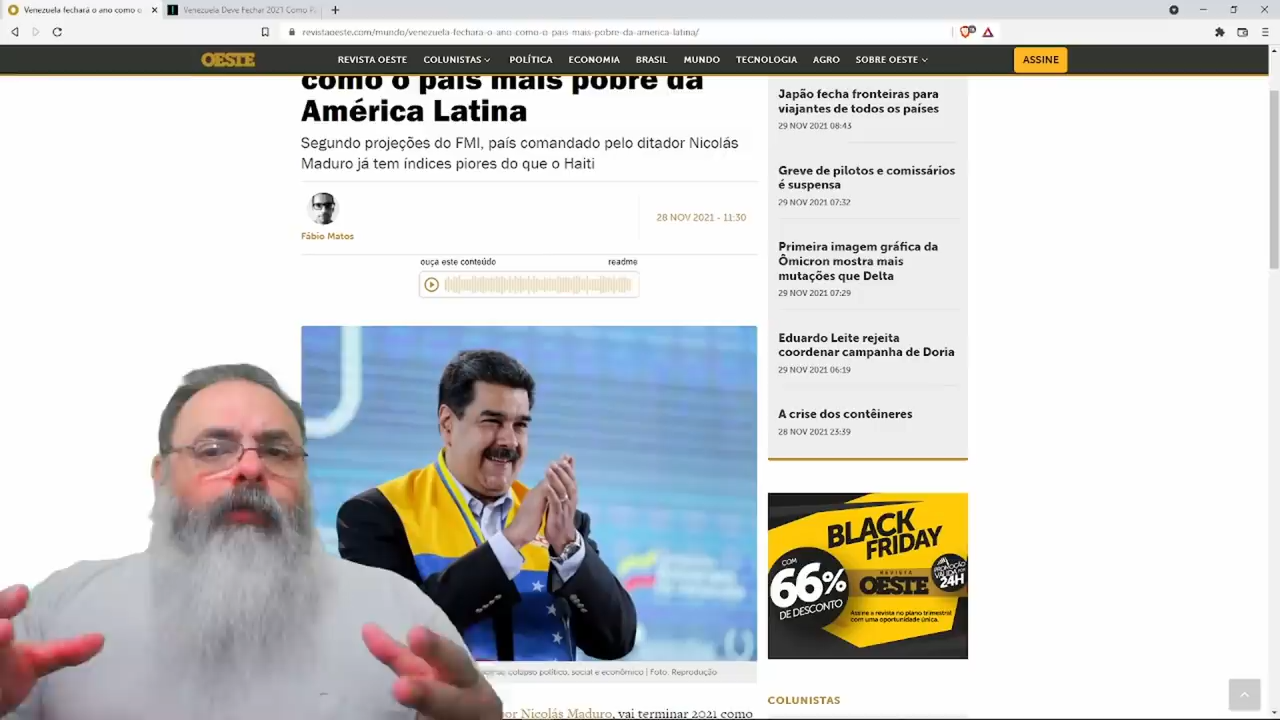 Venezuela fechará o ano como o
Venezuela Deve Fechar 2021 Como P
revistaoeste.com/mundo/venezuela-fechara-o-ano-como-o-pais-mais-pobre-da-america-latina/
OESTE
REVISTA OESTE
COLUNISTAS
POLÍTICA
ECONOMIA
BRASIL
MUNDO
TECNOLOGIA
AGRO
SOBRE OESTE
ASSINE
como o país mais pobre da
América Latina
Segundo projeções do FMI, país comandado pelo ditador Nicolás
Maduro já tem índices piores do que o Haiti
Fábio Matos
28 NOV 2021 - 11:30
ouça este conteúdo
readme
colapso político, social e econômico | Foto: Reprodução
por Nicolás Maduro, vai terminar 2021 como
Japão fecha fronteiras para
viajantes de todos os países
29 NOV 2021 08:43
Greve de pilotos e comissários
é suspensa
29 NOV 2021 07:32
Primeira imagem gráfica da
Ômicron mostra mais
mutações que Delta
29 NOV 2021 07:29
Eduardo Leite rejeita
coordenar campanha de Doria
29 NOV 2021 06:19
A crise dos contêineres
28 NOV 2021 23:39
BLACK
FRIDAY
COM
66%
DE DESCONTO
REVISTA
OESTE
PROMOÇÃO
VÁLIDA POR
24H
Assine a revista no plano trimestral
com uma oportunidade única.
COLUNISTAS